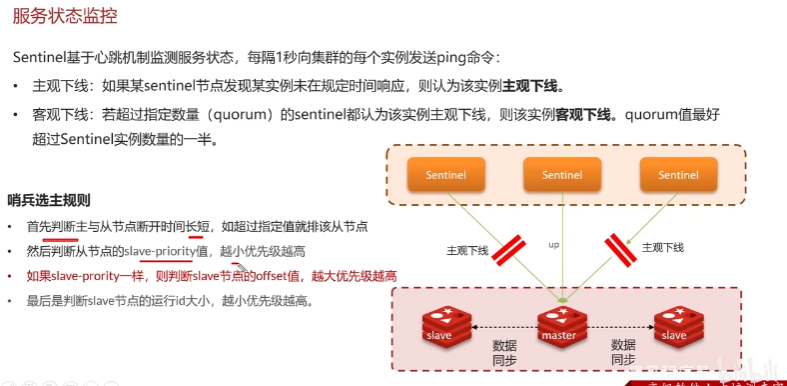 服务状态监控
Sentinel基于心跳机制监测服务状态，每隔1秒向集群的每个实例发送ping命令：
• 主观下线：如果某sentinel节点发现某实例未在规定时间响应，则认为该实例主观下线。
• 客观下线：若超过指定数量（quorum）的sentinel都认为该实例主观下线，则该实例客观下线。quorum值最好
超过Sentinel实例数量的一半。
哨兵选主规则
• 首先判断主与从节点断开时间长短，如超过指定值就排该从节点
• 然后判断从节点的slave-priority值，越小优先级越高
• 如果slave-prority一样，则判断slave节点的offset值，越大优先级越高
• 最后是判断slave节点的运行id大小，越小优先级越高。
Sentinel
Sentinel
Sentinel
主观下线
up
主观下线
slave
master
slave
数据
同步
数据
同步
bilibili